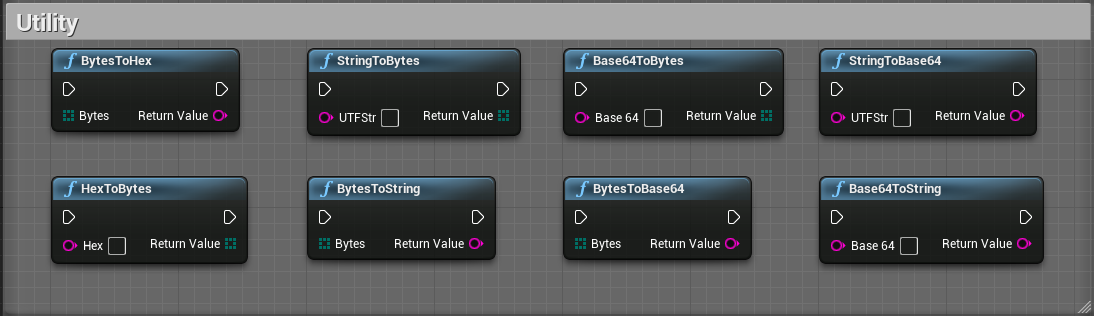 Utility
BytesToHex
Bytes Return Value
StringToBytes
UTFStr Return Value
Base64ToBytes
Base 64 Return Value
StringToBase64
UTFStr Return Value
HexToBytes
Hex Return Value
BytesToString
Bytes Return Value
BytesToBase64
Bytes Return Value
Base64ToString
Base 64 Return Value